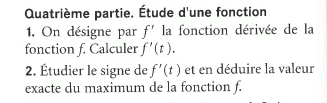 Quatrième partie. Étude d'une fonction
1. On désigne par f' la fonction dérivée de la
fonction f. Calculer f'(t).
2. Étudier le signe de f'(t) et en déduire la valeur
exacte du maximum de la fonction f.